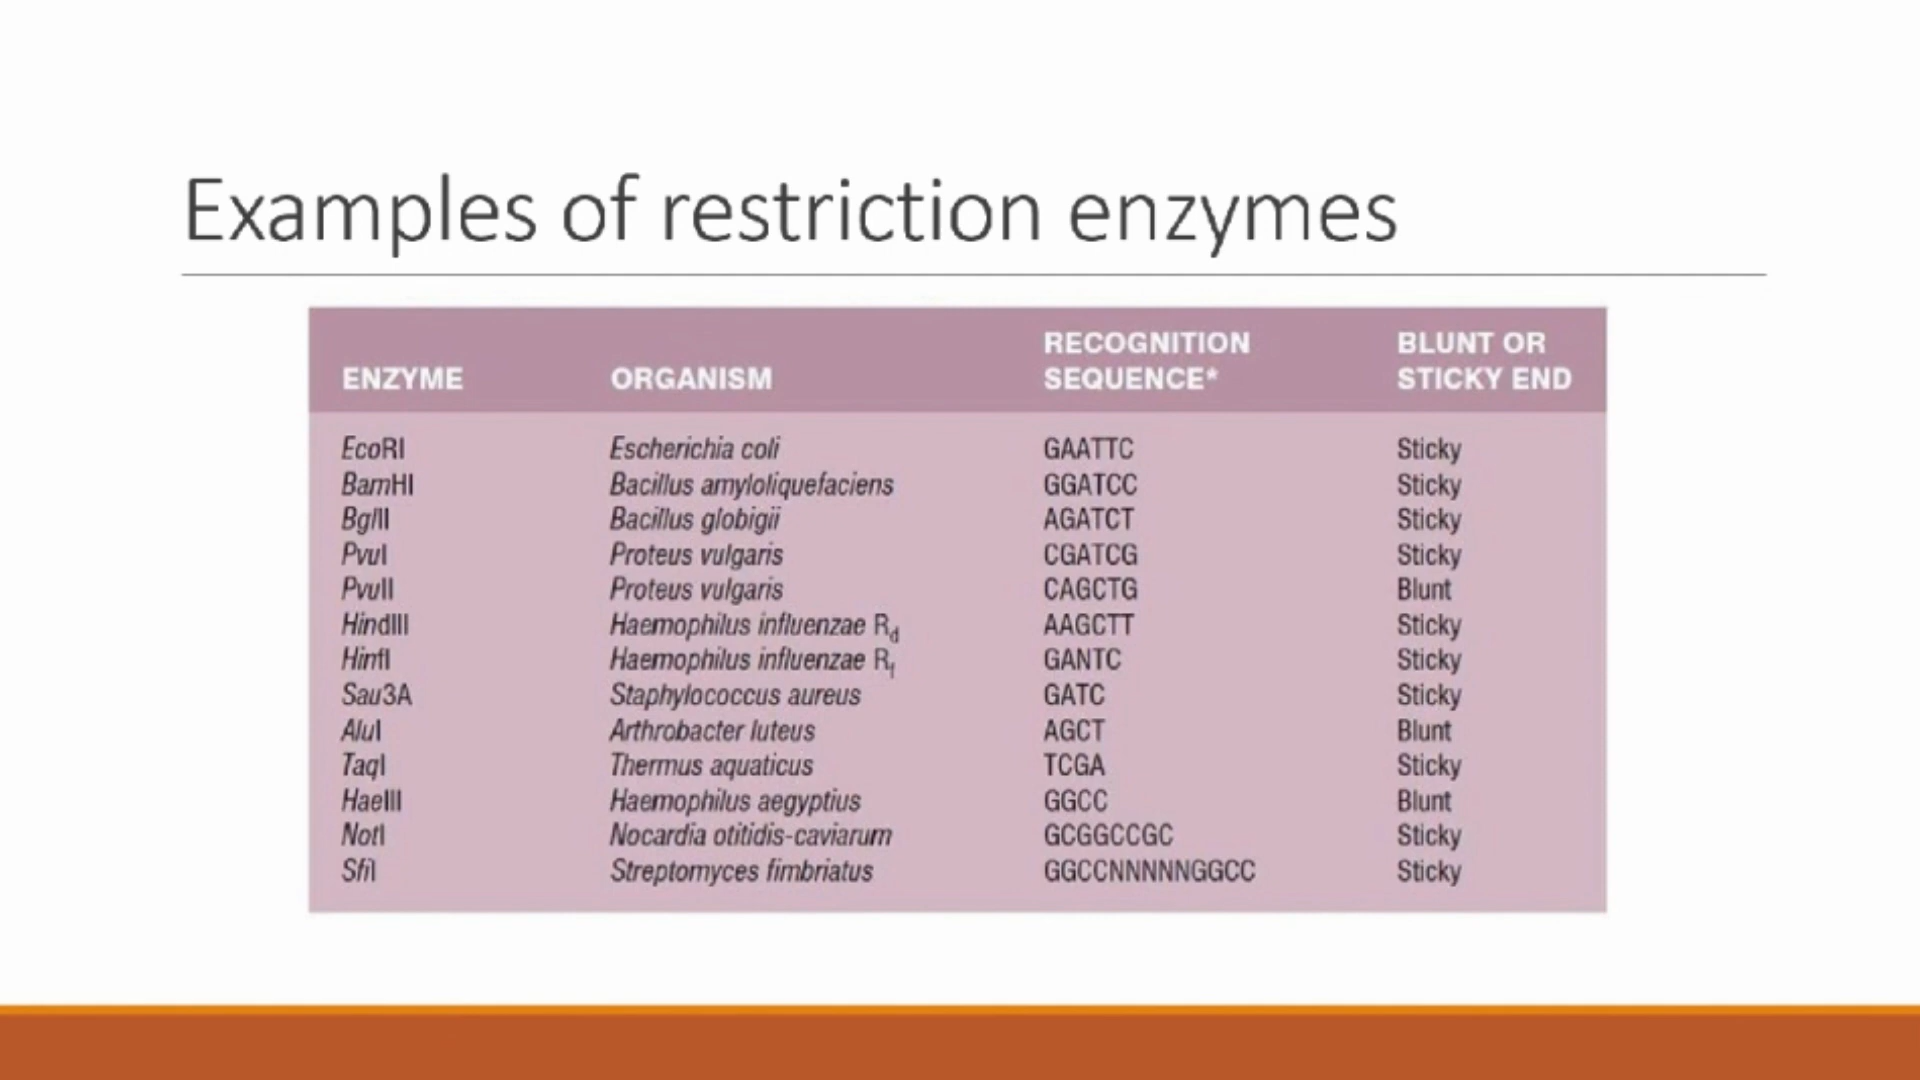 Examples of restriction enzymes
ENZYME ORGANISM RECOGNITION SEQUENCE* BLUNT OR STICKY END
EcoRI Escherichia coli GAATTC Sticky
BamHI Bacillus amyloliquefaciens GGATCC Sticky
BglII Bacillus globigii AGATCT Sticky
PvuI Proteus vulgaris CGATCG Sticky
PvuII Proteus vulgaris CAGCTG Blunt
HindIII Haemophilus influenzae Rd AAGCTT Sticky
HinfI Haemophilus influenzae Rf GANTC Sticky
Sau3A Staphylococcus aureus GATC Sticky
AluI Arthrobacter luteus AGCT Blunt
TaqI Thermus aquaticus TCGA Sticky
HaeIII Haemophilus aegyptius GGCC Blunt
NotI Nocardia otitidis-caviarum GCGGCCGC Sticky
SfiI Streptomyces fimbriatus GGCCNNNNNGGCC Sticky